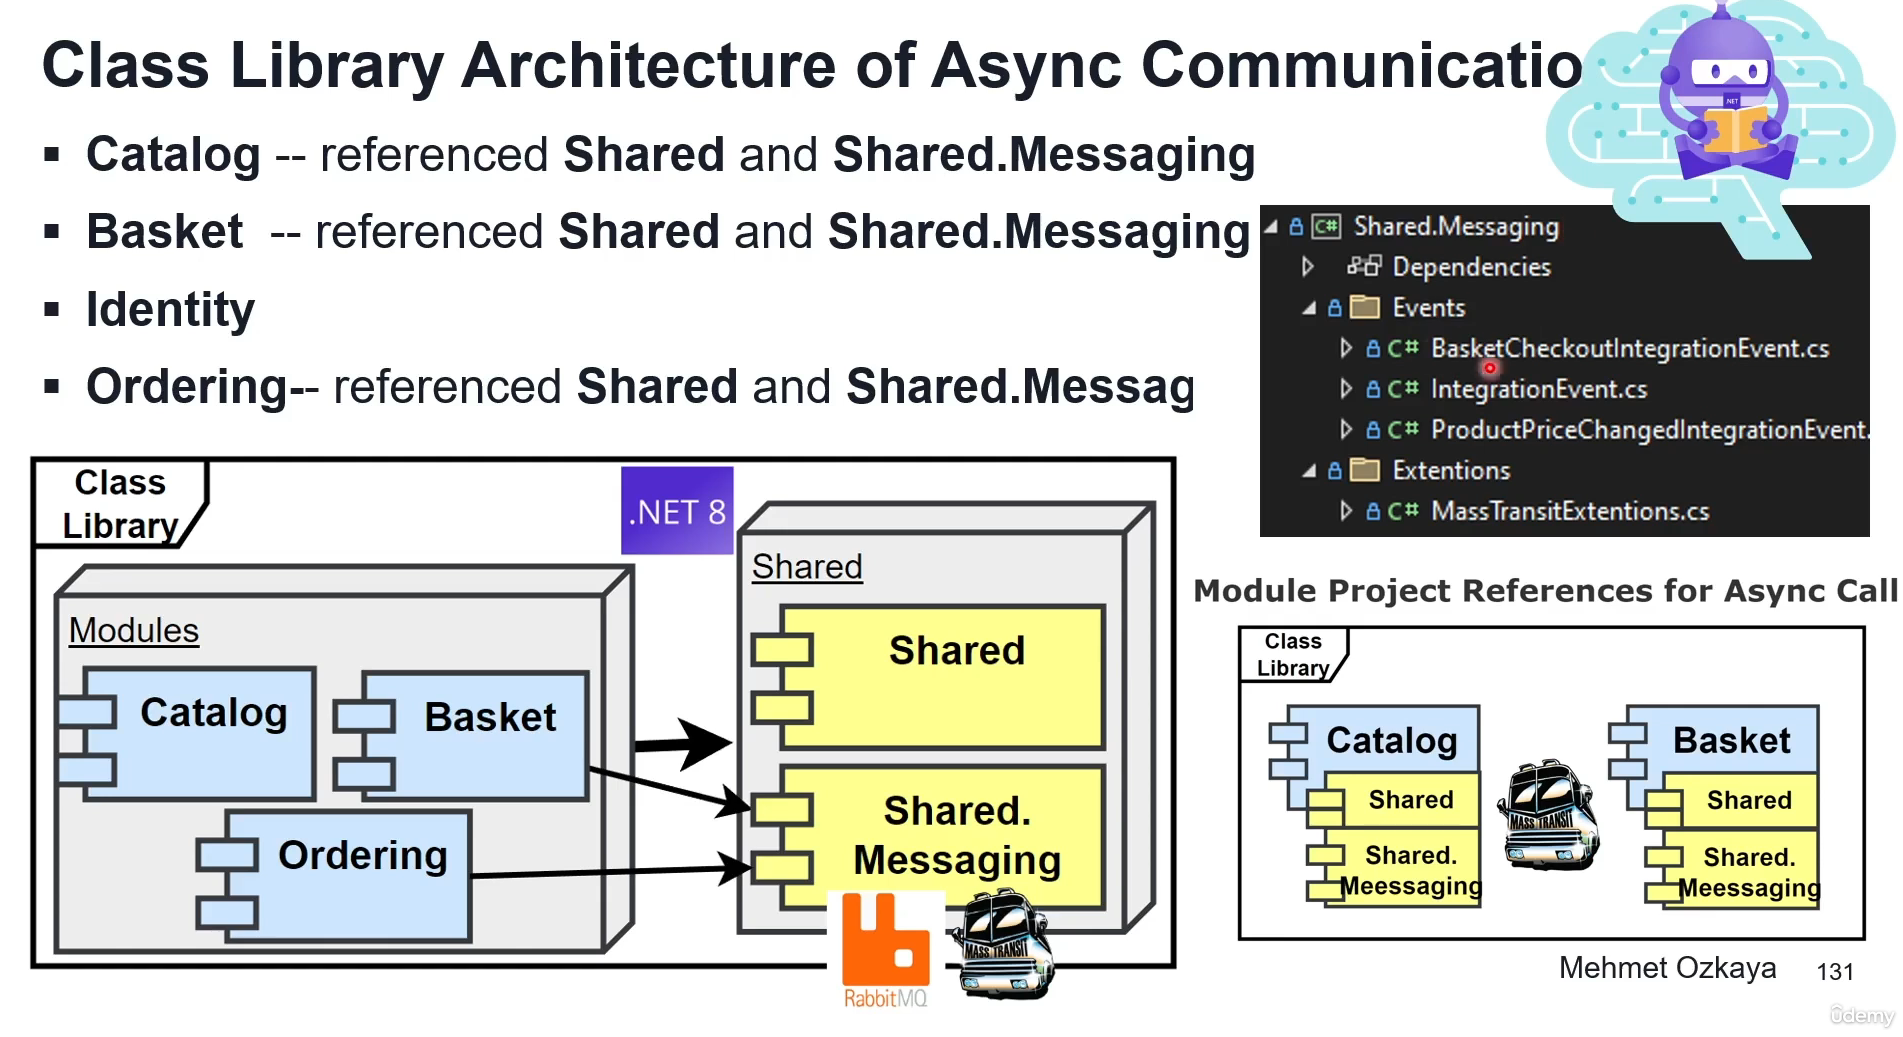 Class Library Architecture of Async Communicatio
.NET
▪ Catalog -- referenced Shared and Shared.Messaging
▪ Basket -- referenced Shared and Shared.Messaging
▪ Identity
▪ Ordering-- referenced Shared and Shared.Messag
C# Shared.Messaging
Dependencies
Events
C# BasketCheckoutIntegrationEvent.cs
C# IntegrationEvent.cs
C# ProductPriceChangedIntegrationEvent.
Extentions
C# MassTransitExtentions.cs
Class
Library
.NET 8
Modules
Catalog
Basket
Ordering
Shared
Shared
Shared.
Messaging
RabbitMQ
MASS TRANSIT
Module Project References for Async Call
Class
Library
Catalog
Shared
Shared.
Meessaging
MASS TRANSIT
Basket
Shared
Shared.
Meessaging
Mehmet Ozkaya
131
ûdemy